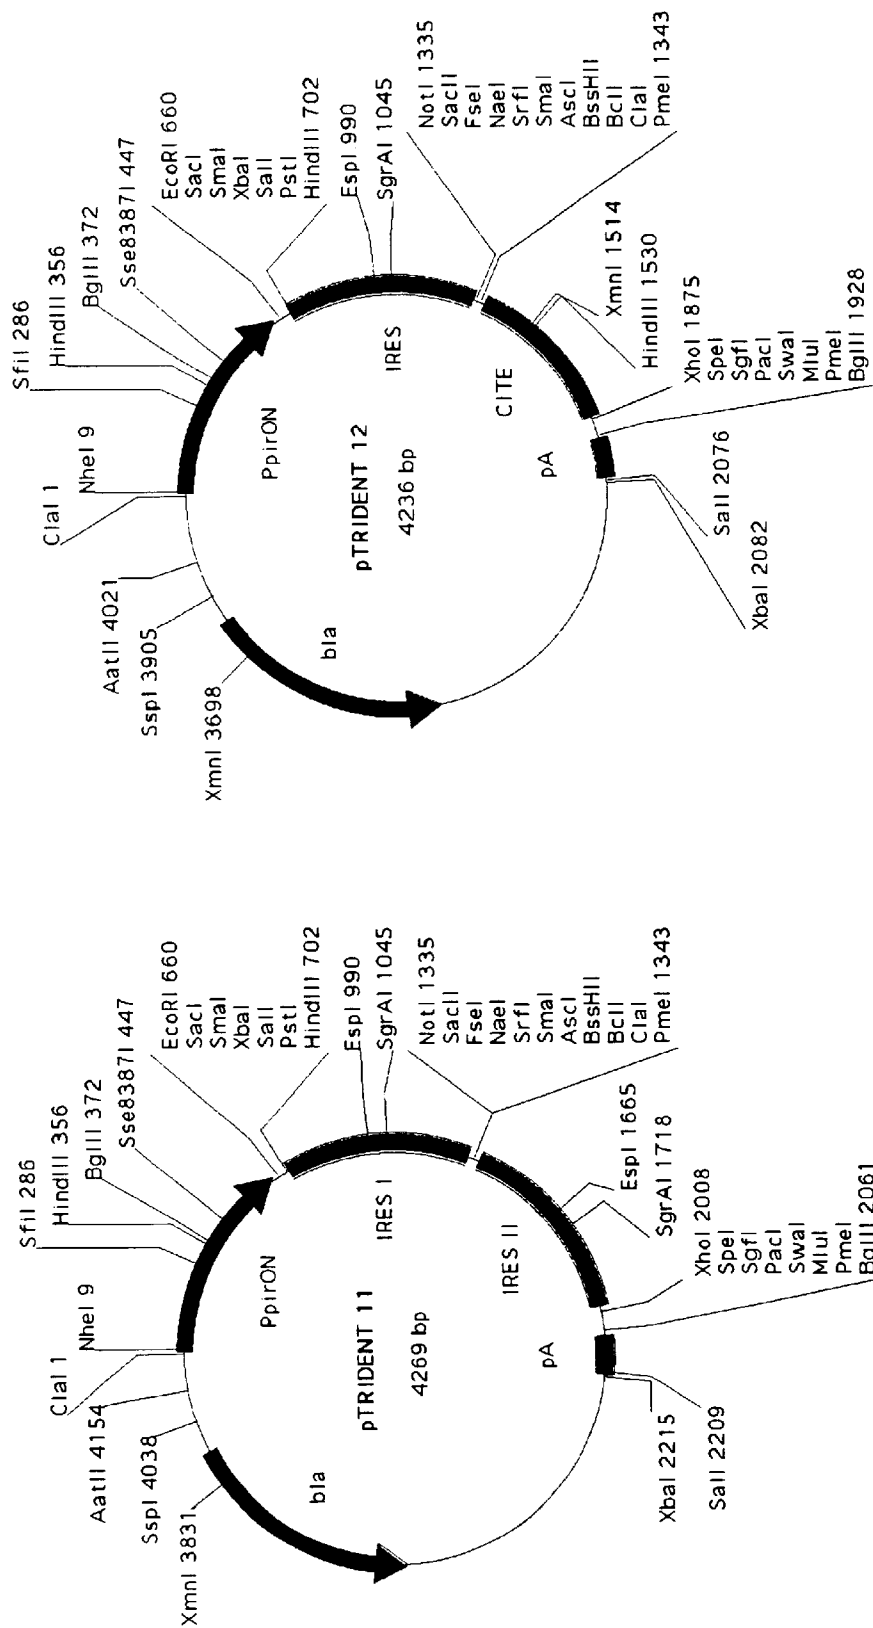 ClaI 1
NheI 9
SfiI 286
HindIII 356
BglII 372
Sse8387I 447
EcoRI 660
SacI
SmaI
XbaI
SalI
PstI
HindIII 702
EspI 990
SgrAI 1045
NotI 1335
SacII
FseI
NaeI
SrfI
SmaI
AscI
BssHII
BclI
ClaI
PmeI 1343
EspI 1665
SgrAI 1718
XhoI 2008
SpeI
SgfI
PacI
SwaI
MluI
PmeI
BglII 2061
SalI 2209
XbaI 2215
XmnI 3831
SspI 4038
AatII 4154
PpirON
IRES I
IRES II
pA
bla
pTRIDENT 11
4269 bp
ClaI 1
NheI 9
SfiI 286
HindIII 356
BglII 372
Sse8387I 447
EcoRI 660
SacI
SmaI
XbaI
SalI
PstI
HindIII 702
EspI 990
SgrAI 1045
NotI 1335
SacII
FseI
NaeI
SrfI
SmaI
AscI
BssHII
BclI
ClaI
PmeI 1343
XmnI 1514
HindIII 1530
XhoI 1875
SpeI
SgfI
PacI
SwaI
MluI
PmeI
BglII 1928
SalI 2076
XbaI 2082
XmnI 3698
SspI 3905
AatII 4021
PpirON
IRES
CITE
pA
bla
pTRIDENT 12
4236 bp